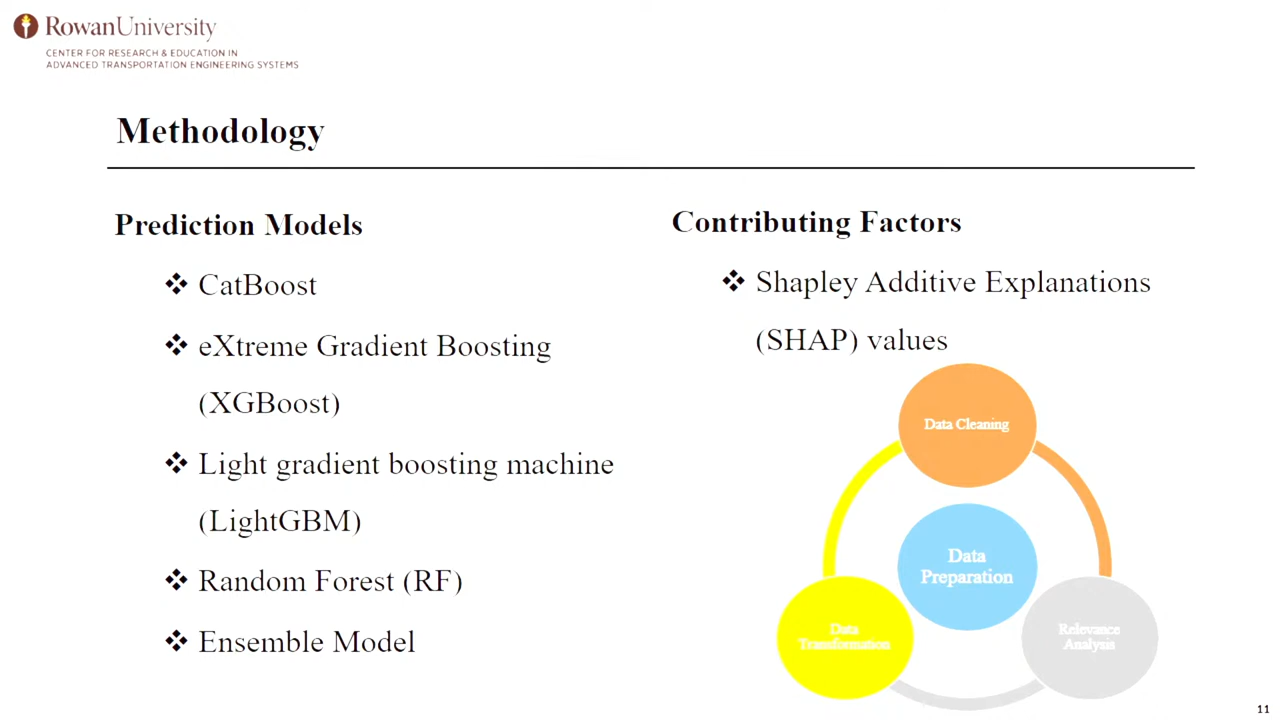 Rowan University
CENTER FOR RESEARCH & EDUCATION IN
ADVANCED TRANSPORTATION ENGINEERING SYSTEMS
Methodology
Prediction Models
❖ CatBoost
❖ eXtreme Gradient Boosting
(XGBoost)
❖ Light gradient boosting machine
(LightGBM)
❖ Random Forest (RF)
❖ Ensemble Model
Contributing Factors
❖ Shapley Additive Explanations
(SHAP) values
Data Cleaning
Data
Preparation
Data
Transformation
Relevance
Analysis
11